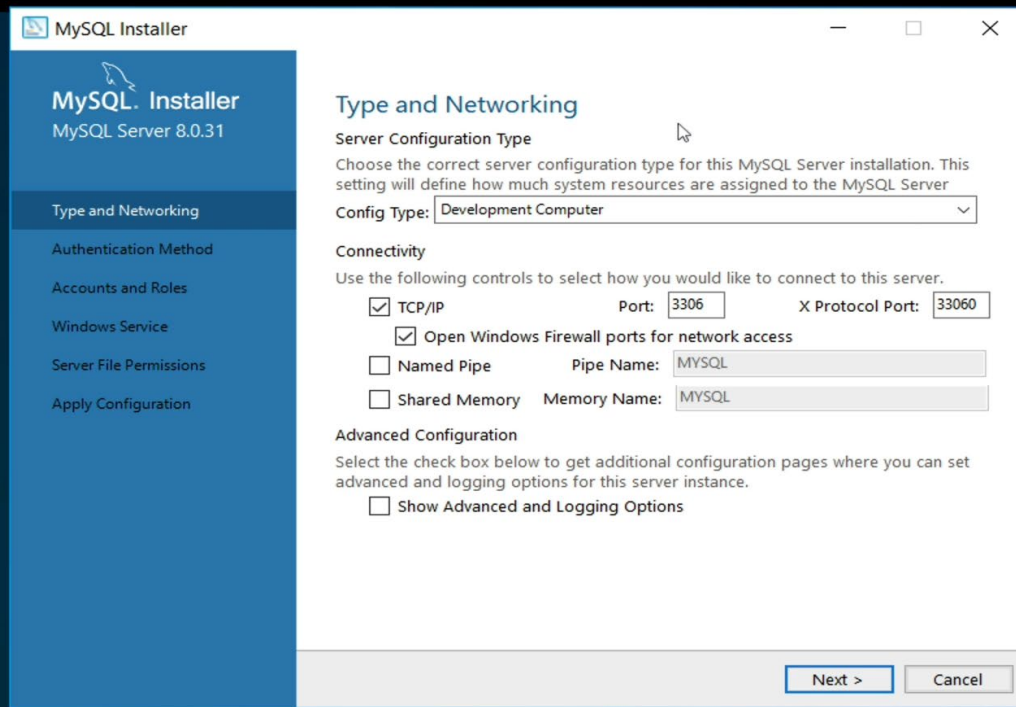 MySQL Installer
MySQL. Installer
MySQL Server 8.0.31
Type and Networking
Authentication Method
Accounts and Roles
Windows Service
Server File Permissions
Apply Configuration
Type and Networking
Server Configuration Type
Choose the correct server configuration type for this MySQL Server installation. This
setting will define how much system resources are assigned to the MySQL Server
Config Type: Development Computer
Connectivity
Use the following controls to select how you would like to connect to this server.
TCP/IP Port: 3306 X Protocol Port: 33060
Open Windows Firewall ports for network access
Named Pipe Pipe Name: MYSQL
Shared Memory Memory Name: MYSQL
Advanced Configuration
Select the check box below to get additional configuration pages where you can set
advanced and logging options for this server instance.
Show Advanced and Logging Options
Next > Cancel